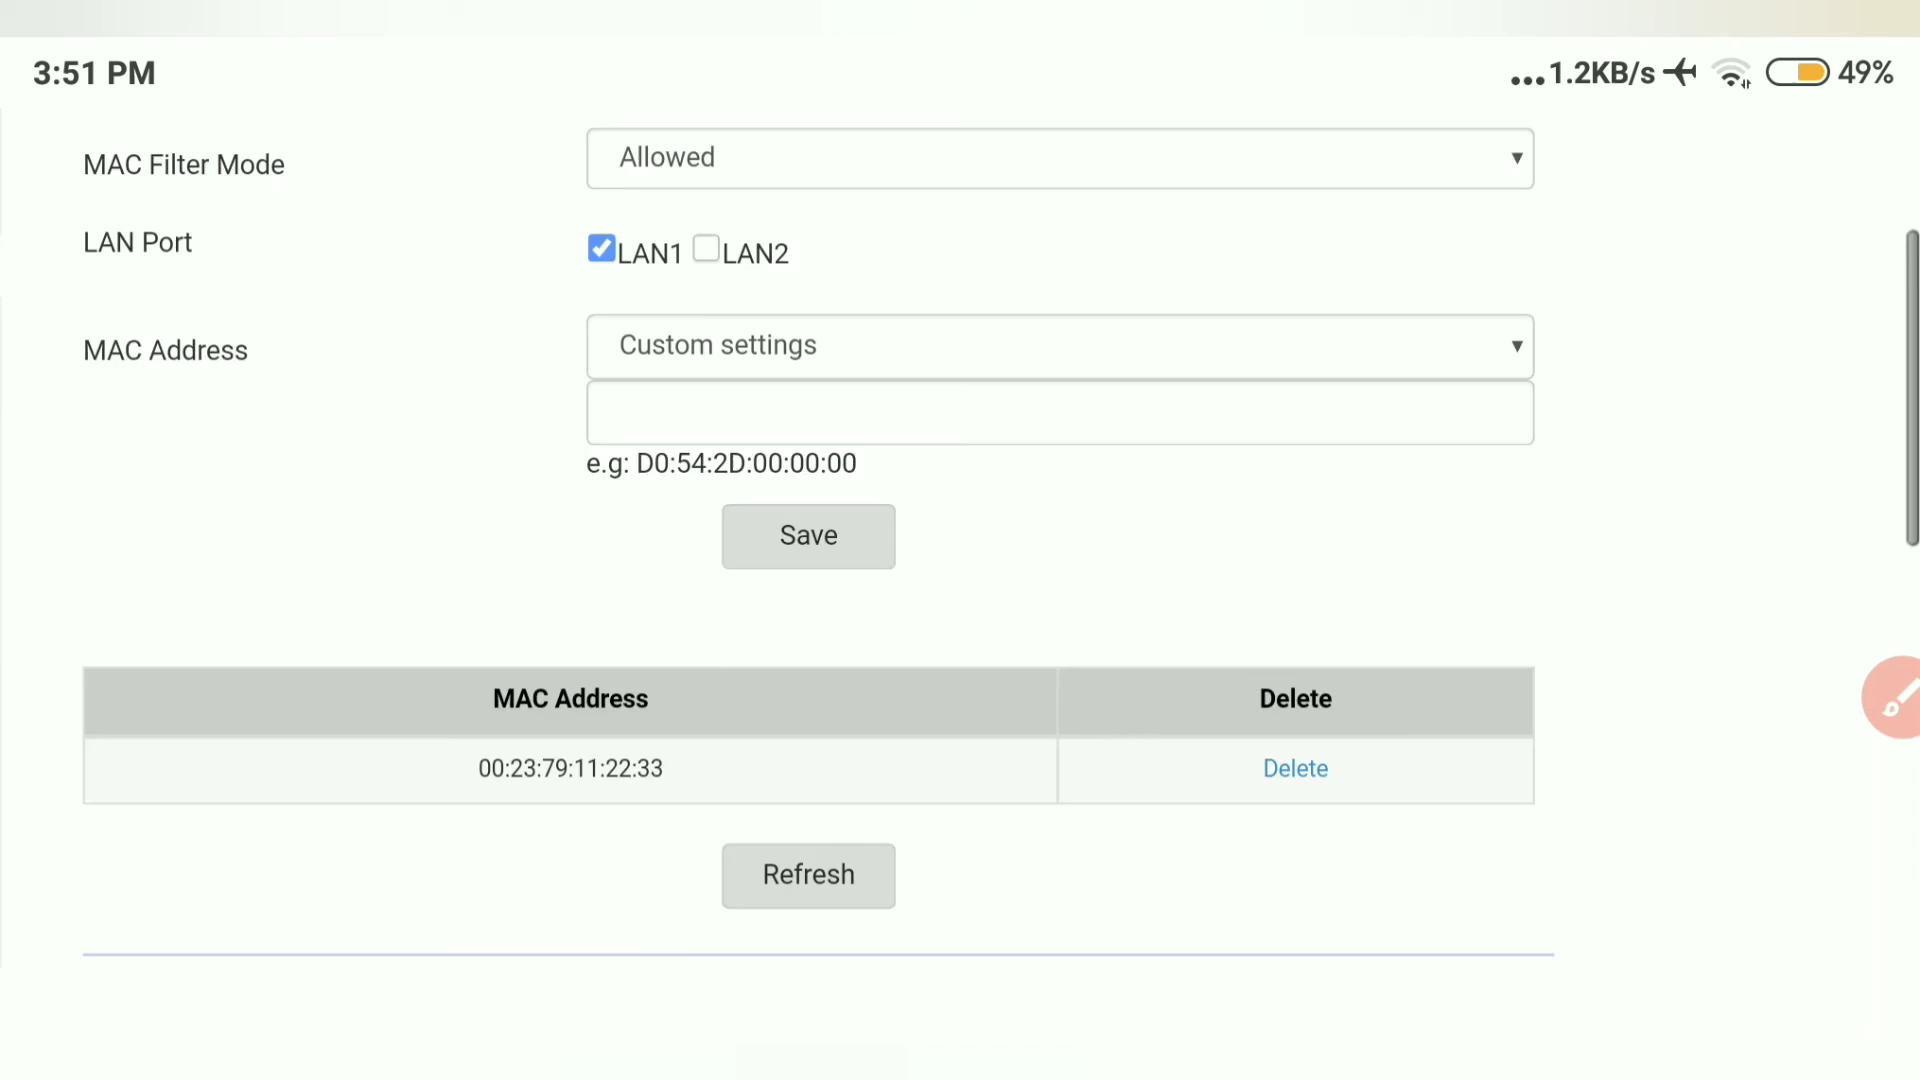 3:51 PM
...1.2KB/s 49%
MAC Filter Mode
Allowed
LAN Port
LAN1 LAN2
MAC Address
Custom settings
e.g: D0:54:2D:00:00:00
Save
MAC Address Delete
00:23:79:11:22:33 Delete
Refresh